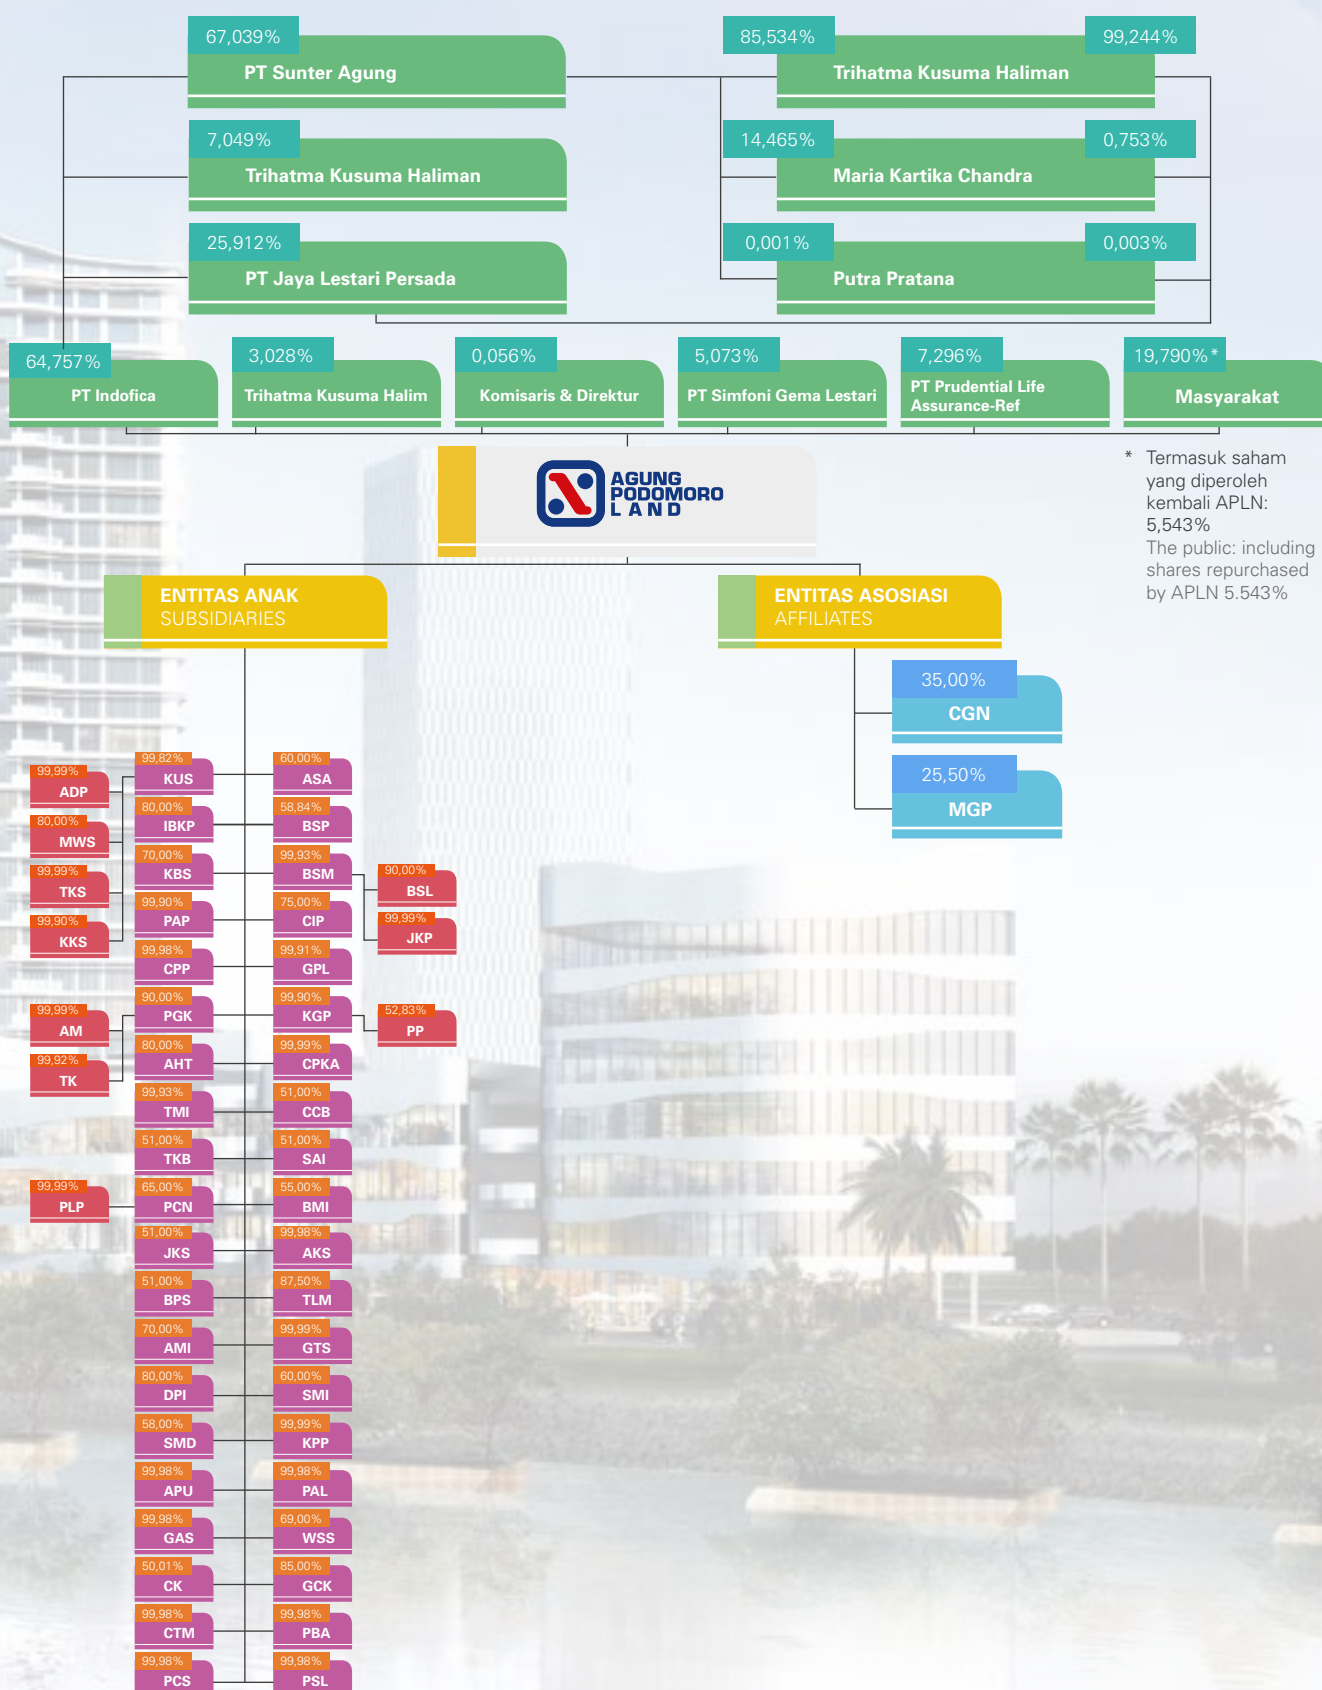 67,039%
PT Sunter Agung
85,534%
99,244%
Trihatma Kusuma Haliman
7,049%
Trihatma Kusuma Haliman
14,465%
0,753%
Maria Kartika Chandra
25,912%
PT Jaya Lestari Persada
0,001%
0,003%
Putra Pratana
64,757%
PT Indofica
3,028%
Trihatma Kusuma Halim
0,056%
Komisaris & Direktur
5,073%
PT Simfoni Gema Lestari
7,296%
PT Prudential Life
Assurance-Ref
19,790% *
Masyarakat
AGUNG
PODOMORO
LAND
* Termasuk saham
yang diperoleh
kembali APLN:
5,543%
The public: including
shares repurchased
by APLN 5.543%
ENTITAS ANAK
SUBSIDIARIES
ENTITAS ASOSIASI
AFFILIATES
35,00%
CGN
25,50%
MGP
99,99%
ADP
80,00%
MWS
99,99%
TKS
99,90%
KKS
99,99%
AM
99,92%
TK
99,99%
PLP
99,82%
KUS
80,00%
IBKP
70,00%
KBS
99,90%
PAP
99,98%
CPP
90,00%
PGK
80,00%
AHT
99,93%
TMI
51,00%
TKB
65,00%
PCN
51,00%
JKS
51,00%
BPS
70,00%
AMI
80,00%
DPI
58,00%
SMD
99,98%
APU
99,98%
GAS
50,01%
CK
99,98%
CTM
99,98%
PCS
60,00%
ASA
58,84%
BSP
99,93%
BSM
75,00%
CIP
99,91%
GPL
99,90%
KGP
99,99%
CPKA
51,00%
CCB
51,00%
SAI
55,00%
BMI
99,98%
AKS
87,50%
TLM
99,99%
GTS
60,00%
SMI
99,99%
KPP
99,98%
PAL
69,00%
WSS
85,00%
GCK
99,98%
PBA
99,98%
PSL
90,00%
BSL
99,99%
JKP
52,83%
PP